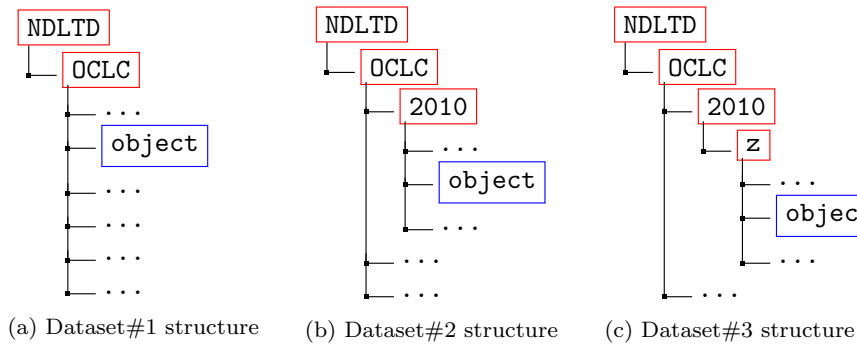 NDLTD
OCLC
...
object
...
...
...
...
(a) Dataset#1 structure
NDLTD
OCLC
2010
...
object
...
...
...
(b) Dataset#2 structure
NDLTD
OCLC
2010
z
...
objec
...
...
(c) Dataset#3 structure